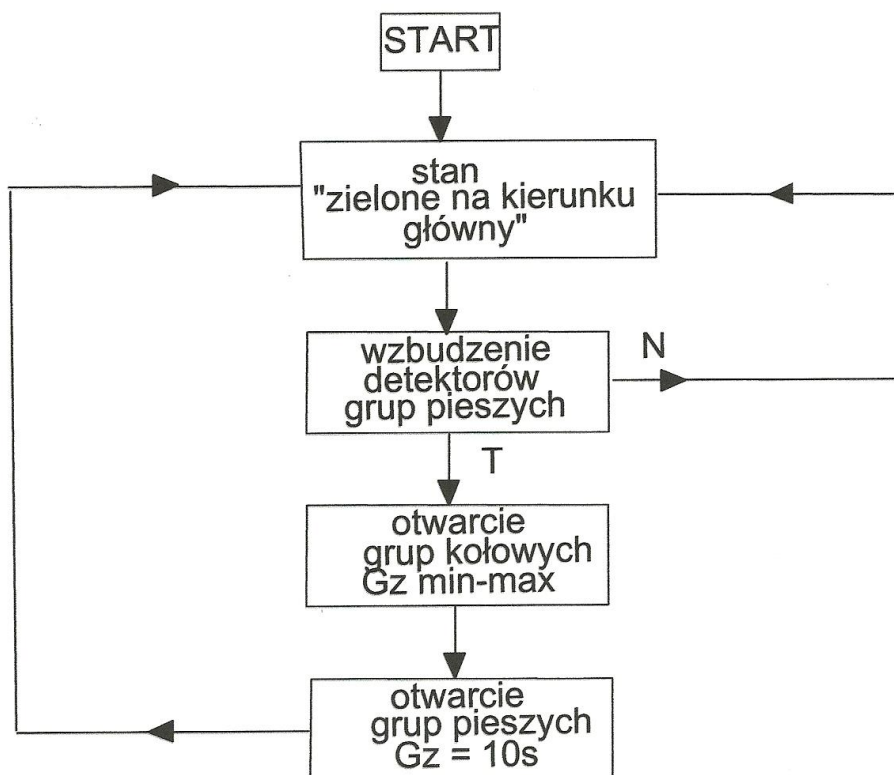 START
stan
"zielone na kierunku
główny"
wzbudzenie
detektorów
grup pieszych
N
T
otwarcie
grup kołowych
Gz min-max
otwarcie
grup pieszych
Gz = 10s